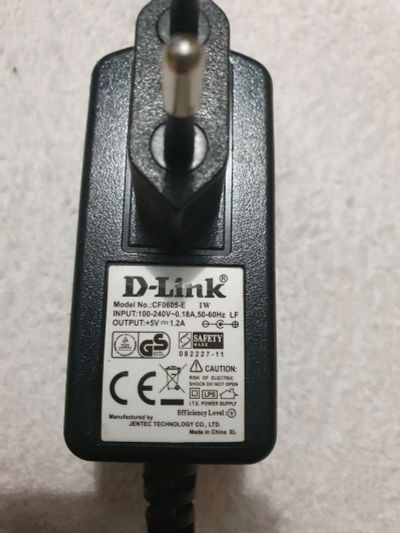 D-Link®
Model No.:CF0605-E 1W
INPUT:100-240V~0.18A,50-60Hz LF
OUTPUT:+5V⎓1.2A
GS
SAFETY
MARK
082227-11
CE
CAUTION:
RISK OF ELECTRIC
SHOCK DO NOT OPEN
LPS
I.T.E. POWER SUPPLY
Efficiency Level:(V)
Manufactured by
JENTEC TECHNOLOGY CO., LTD.
Made in China EL